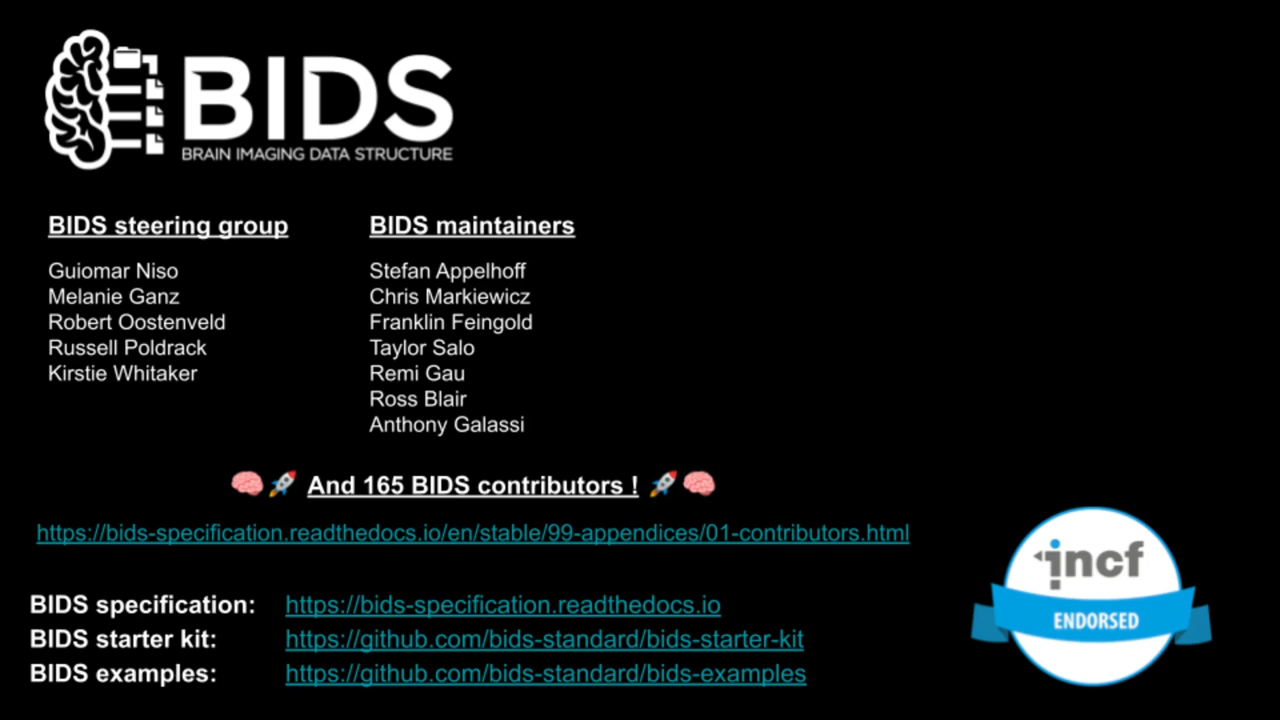 BIDS
BRAIN IMAGING DATA STRUCTURE
BIDS steering group
Guiomar Niso
Melanie Ganz
Robert Oostenveld
Russell Poldrack
Kirstie Whitaker
BIDS maintainers
Stefan Appelhoff
Chris Markiewicz
Franklin Feingold
Taylor Salo
Remi Gau
Ross Blair
Anthony Galassi
🧠🚀 And 165 BIDS contributors ! 🚀🧠
https://bids-specification.readthedocs.io/en/stable/99-appendices/01-contributors.html
BIDS specification: https://bids-specification.readthedocs.io
BIDS starter kit: https://github.com/bids-standard/bids-starter-kit
BIDS examples: https://github.com/bids-standard/bids-examples
incf
ENDORSED